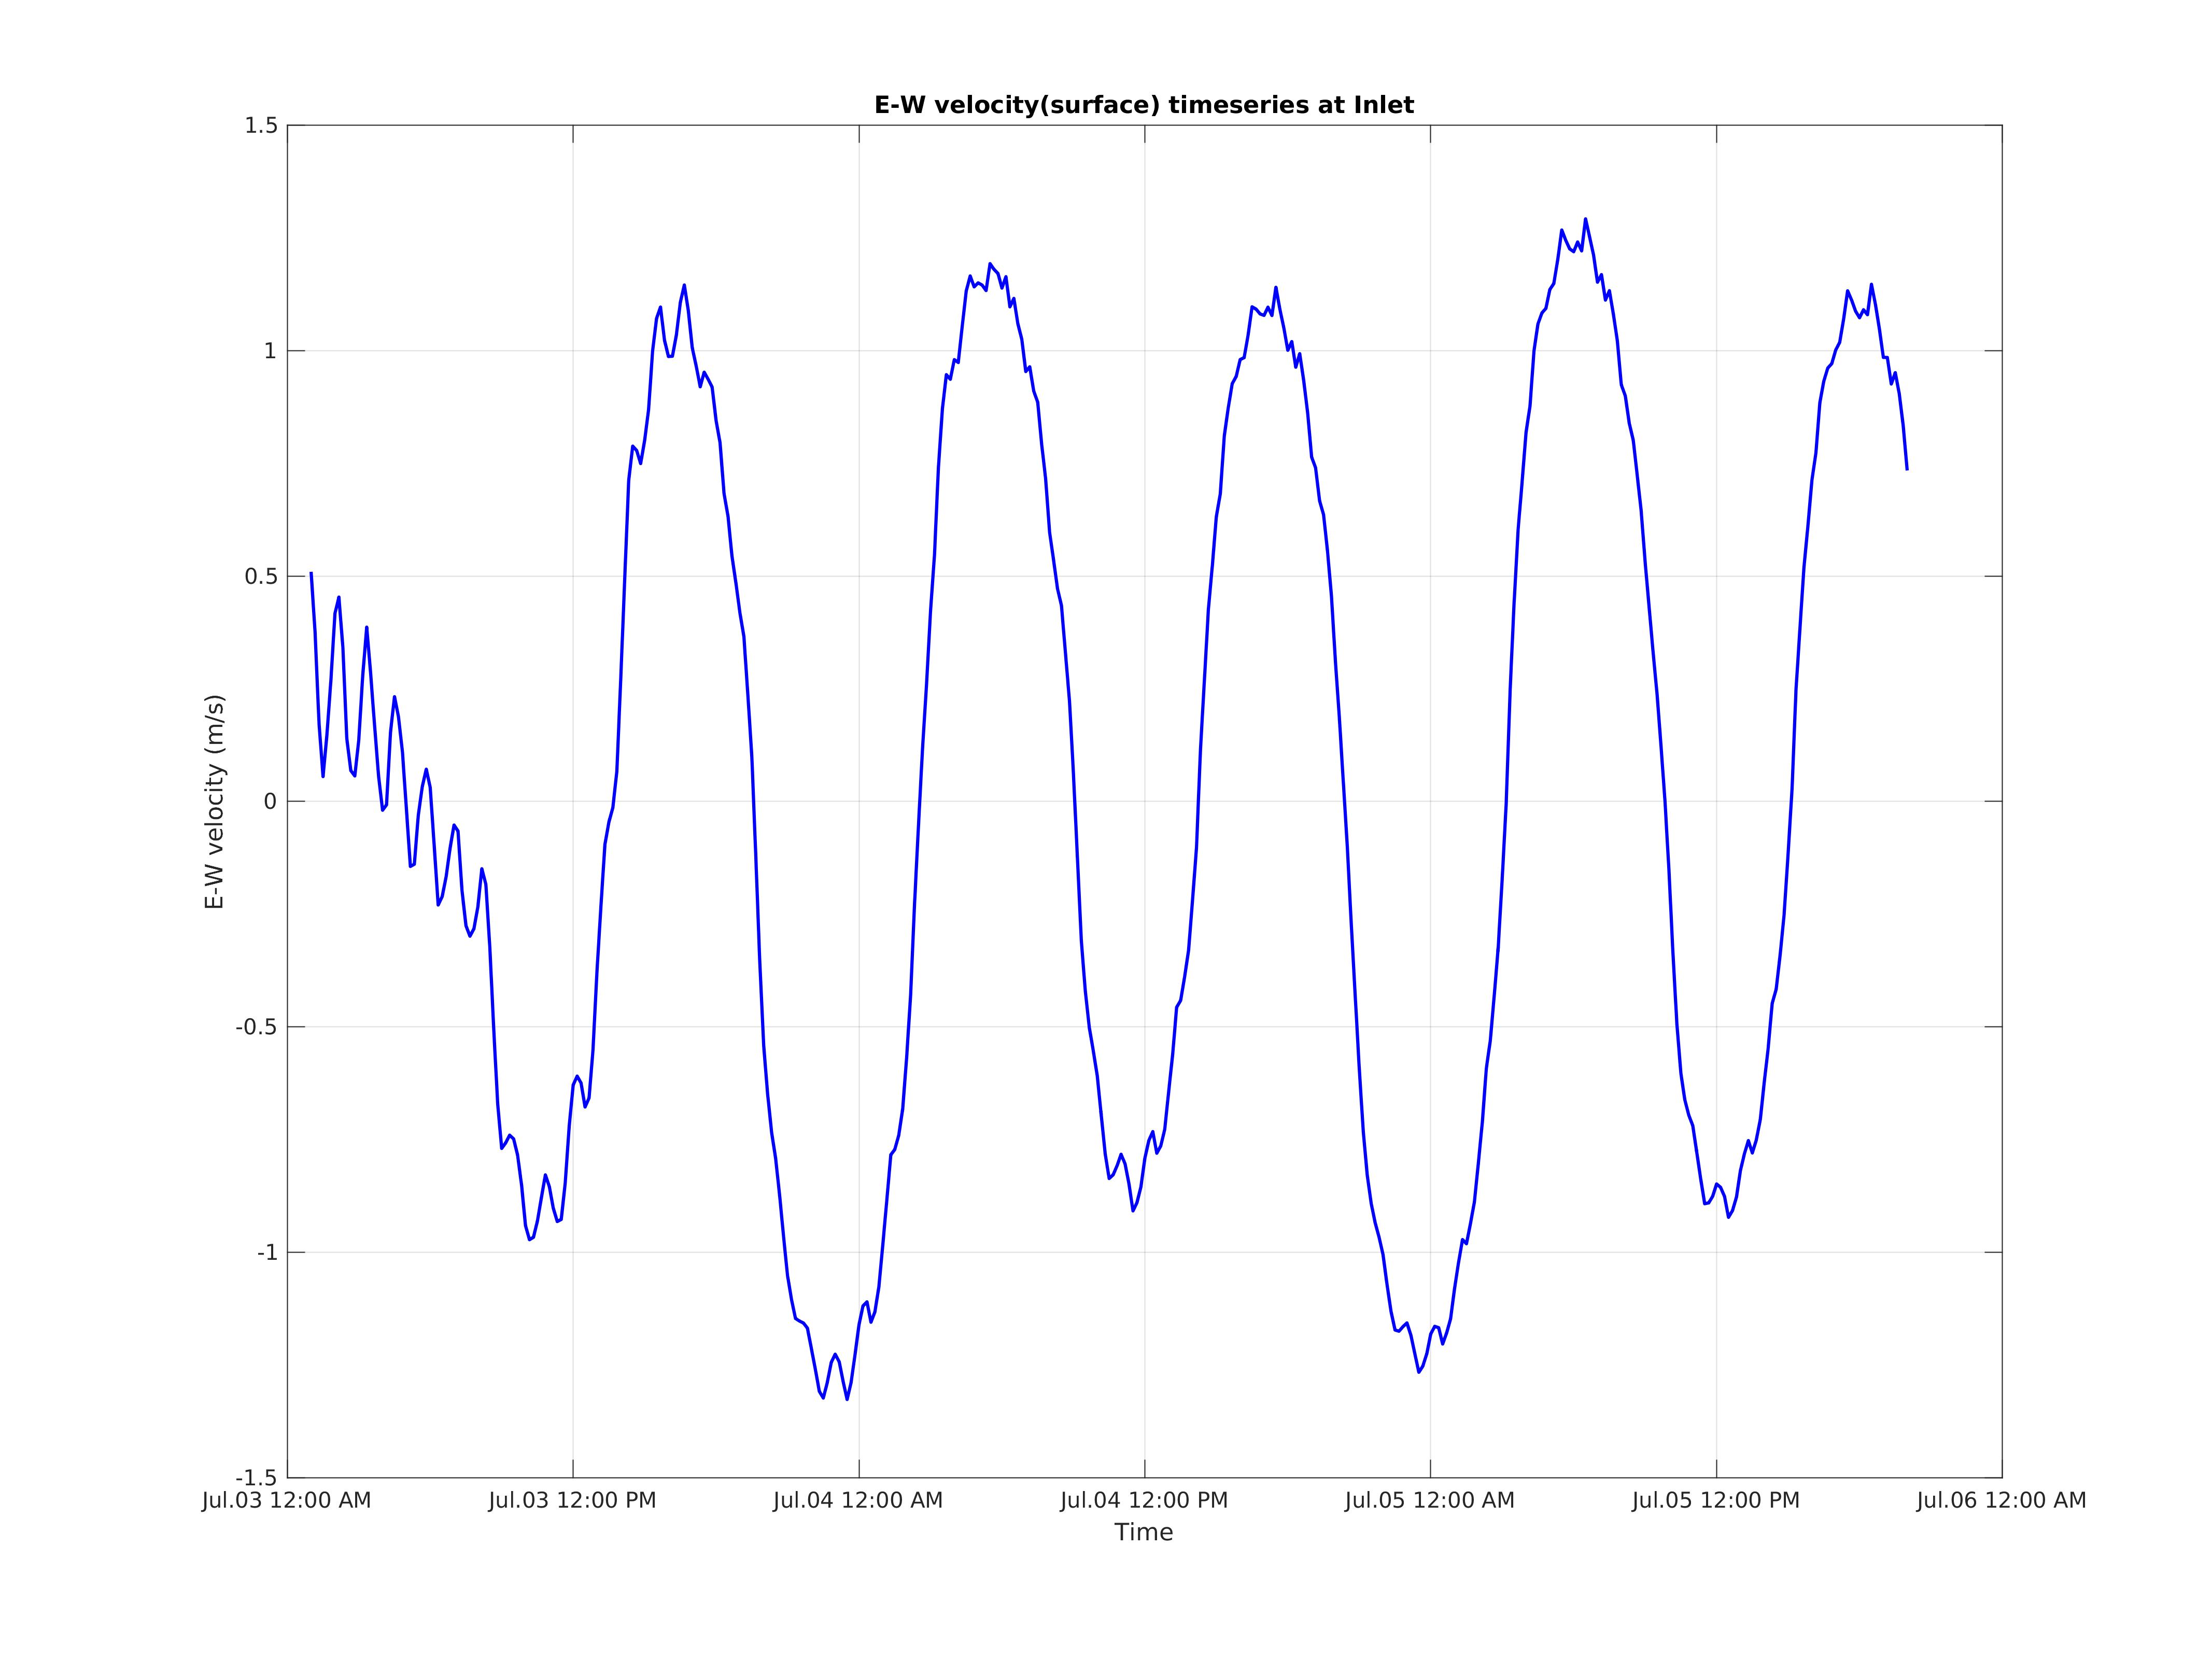 E-W velocity(surface) timeseries at Inlet
1.5
1
0.5
0
-0.5
-1
-1.5
E-W velocity (m/s)
Jul.03 12:00 AM Jul.03 12:00 PM Jul.04 12:00 AM Jul.04 12:00 PM Jul.05 12:00 AM Jul.05 12:00 PM Jul.06 12:00 AM
Time